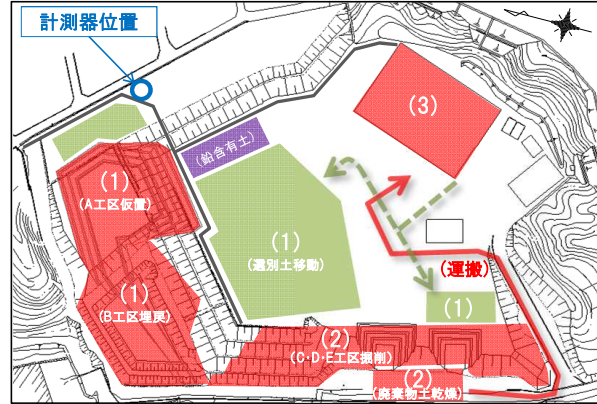 計測器位置
(3)
(鉛含有土)
(1)
(A工区仮置)
(1)
(選別土移動)
(運搬)
(1)
(B工区埋戻)
(1)
(2)
(C・D・E工区掘削)
(2)
(廃棄物土乾燥)